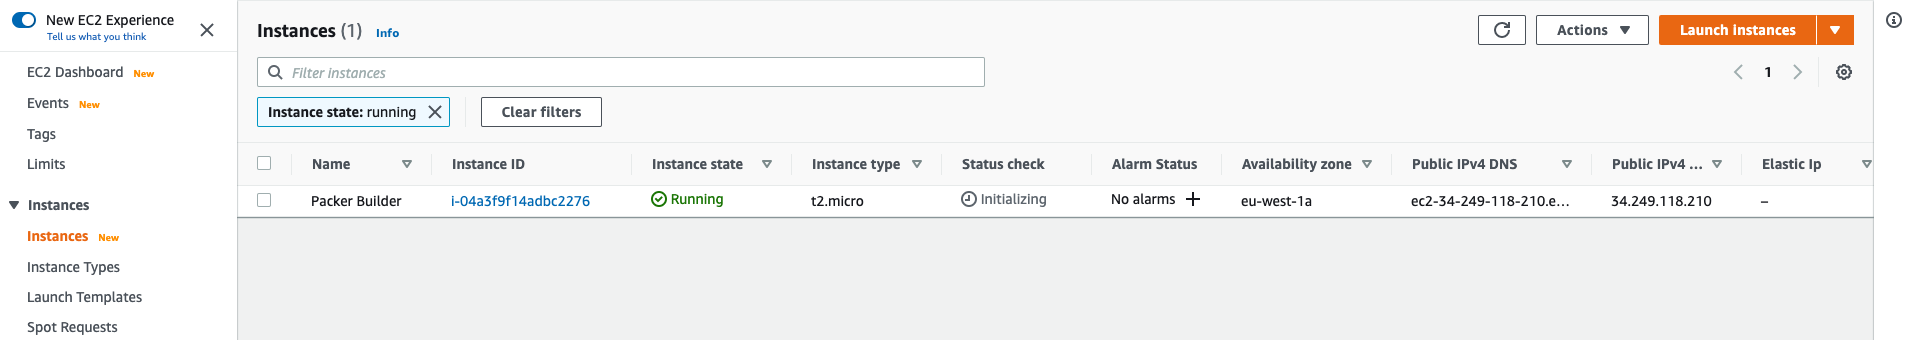 New EC2 Experience
Tell us what you think
EC2 Dashboard New
Events New
Tags
Limits
Instances
Instances New
Instance Types
Launch Templates
Spot Requests
Instances (1) Info
Actions
Launch instances
Filter instances
1
Instance state: running
Clear filters
Name Instance ID Instance state Instance type Status check Alarm Status Availability zone Public IPv4 DNS Public IPv4 ... Elastic Ip
Packer Builder i-04a3f9f14adbc2276 Running t2.micro Initializing No alarms + eu-west-1a ec2-34-249-118-210.e... 34.249.118.210 –